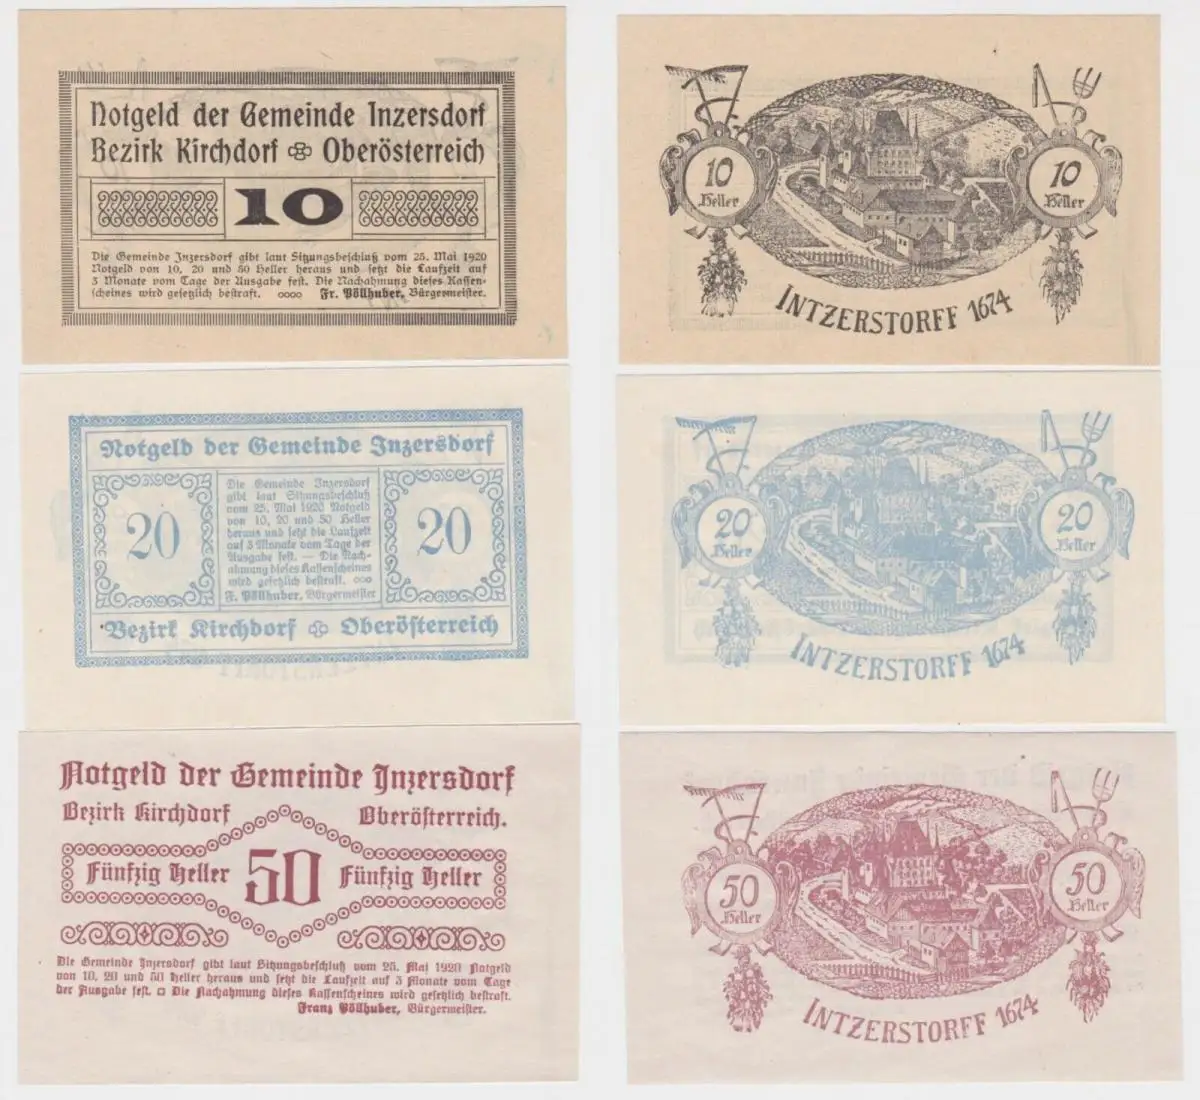 Notgeld der Gemeinde Inzersdorf
Bezirk Kirchdorf Oberösterreich
10
Die Gemeinde Inzersdorf gibt laut Sitzungsbeschluß vom 25. Mai 1920
Notgeld von 10, 20 und 50 Heller heraus und setzt die Laufzeit auf
3 Monate vom Tage der Ausgabe fest. Die Nachahmung dieses Kassen-
scheines wird gesetzlich bestraft. oooo Fr. Pöllhuber, Bürgermeister.
10
Heller
10
Heller
INTZERSTORFF 1674
Notgeld der Gemeinde Inzersdorf
20
Die Gemeinde Inzersdorf
gibt laut Sitzungsbeschluß
vom 25. Mai 1920 Notgeld
von 10, 20 und 50 Heller
heraus und setzt die Laufzeit
auf 3 Monate vom Tage der
Ausgabe fest. — Die Nach-
ahmung dieses Kassenscheines
wird gesetzlich bestraft. ooo
F. Pöllhuber, Bürgermeister
20
Bezirk Kirchdorf Oberösterreich
20
Heller
20
Heller
INTZERSTORFF 1674
Notgeld der Gemeinde Inzersdorf
Bezirk Kirchdorf Oberösterreich.
Fünfzig Heller 50 Fünfzig Heller
Die Gemeinde Inzersdorf gibt laut Sitzungsbeschluß vom 25. Mai 1920 Notgeld
von 10, 20 und 50 Heller heraus und setzt die Laufzeit auf 3 Monate vom Tage
der Ausgabe fest. □ Die Nachahmung dieses Kassenscheines wird gesetzlich bestraft.
Franz Pöllhuber, Bürgermeister.
50
Heller
50
Heller
INTZERSTORFF 1674